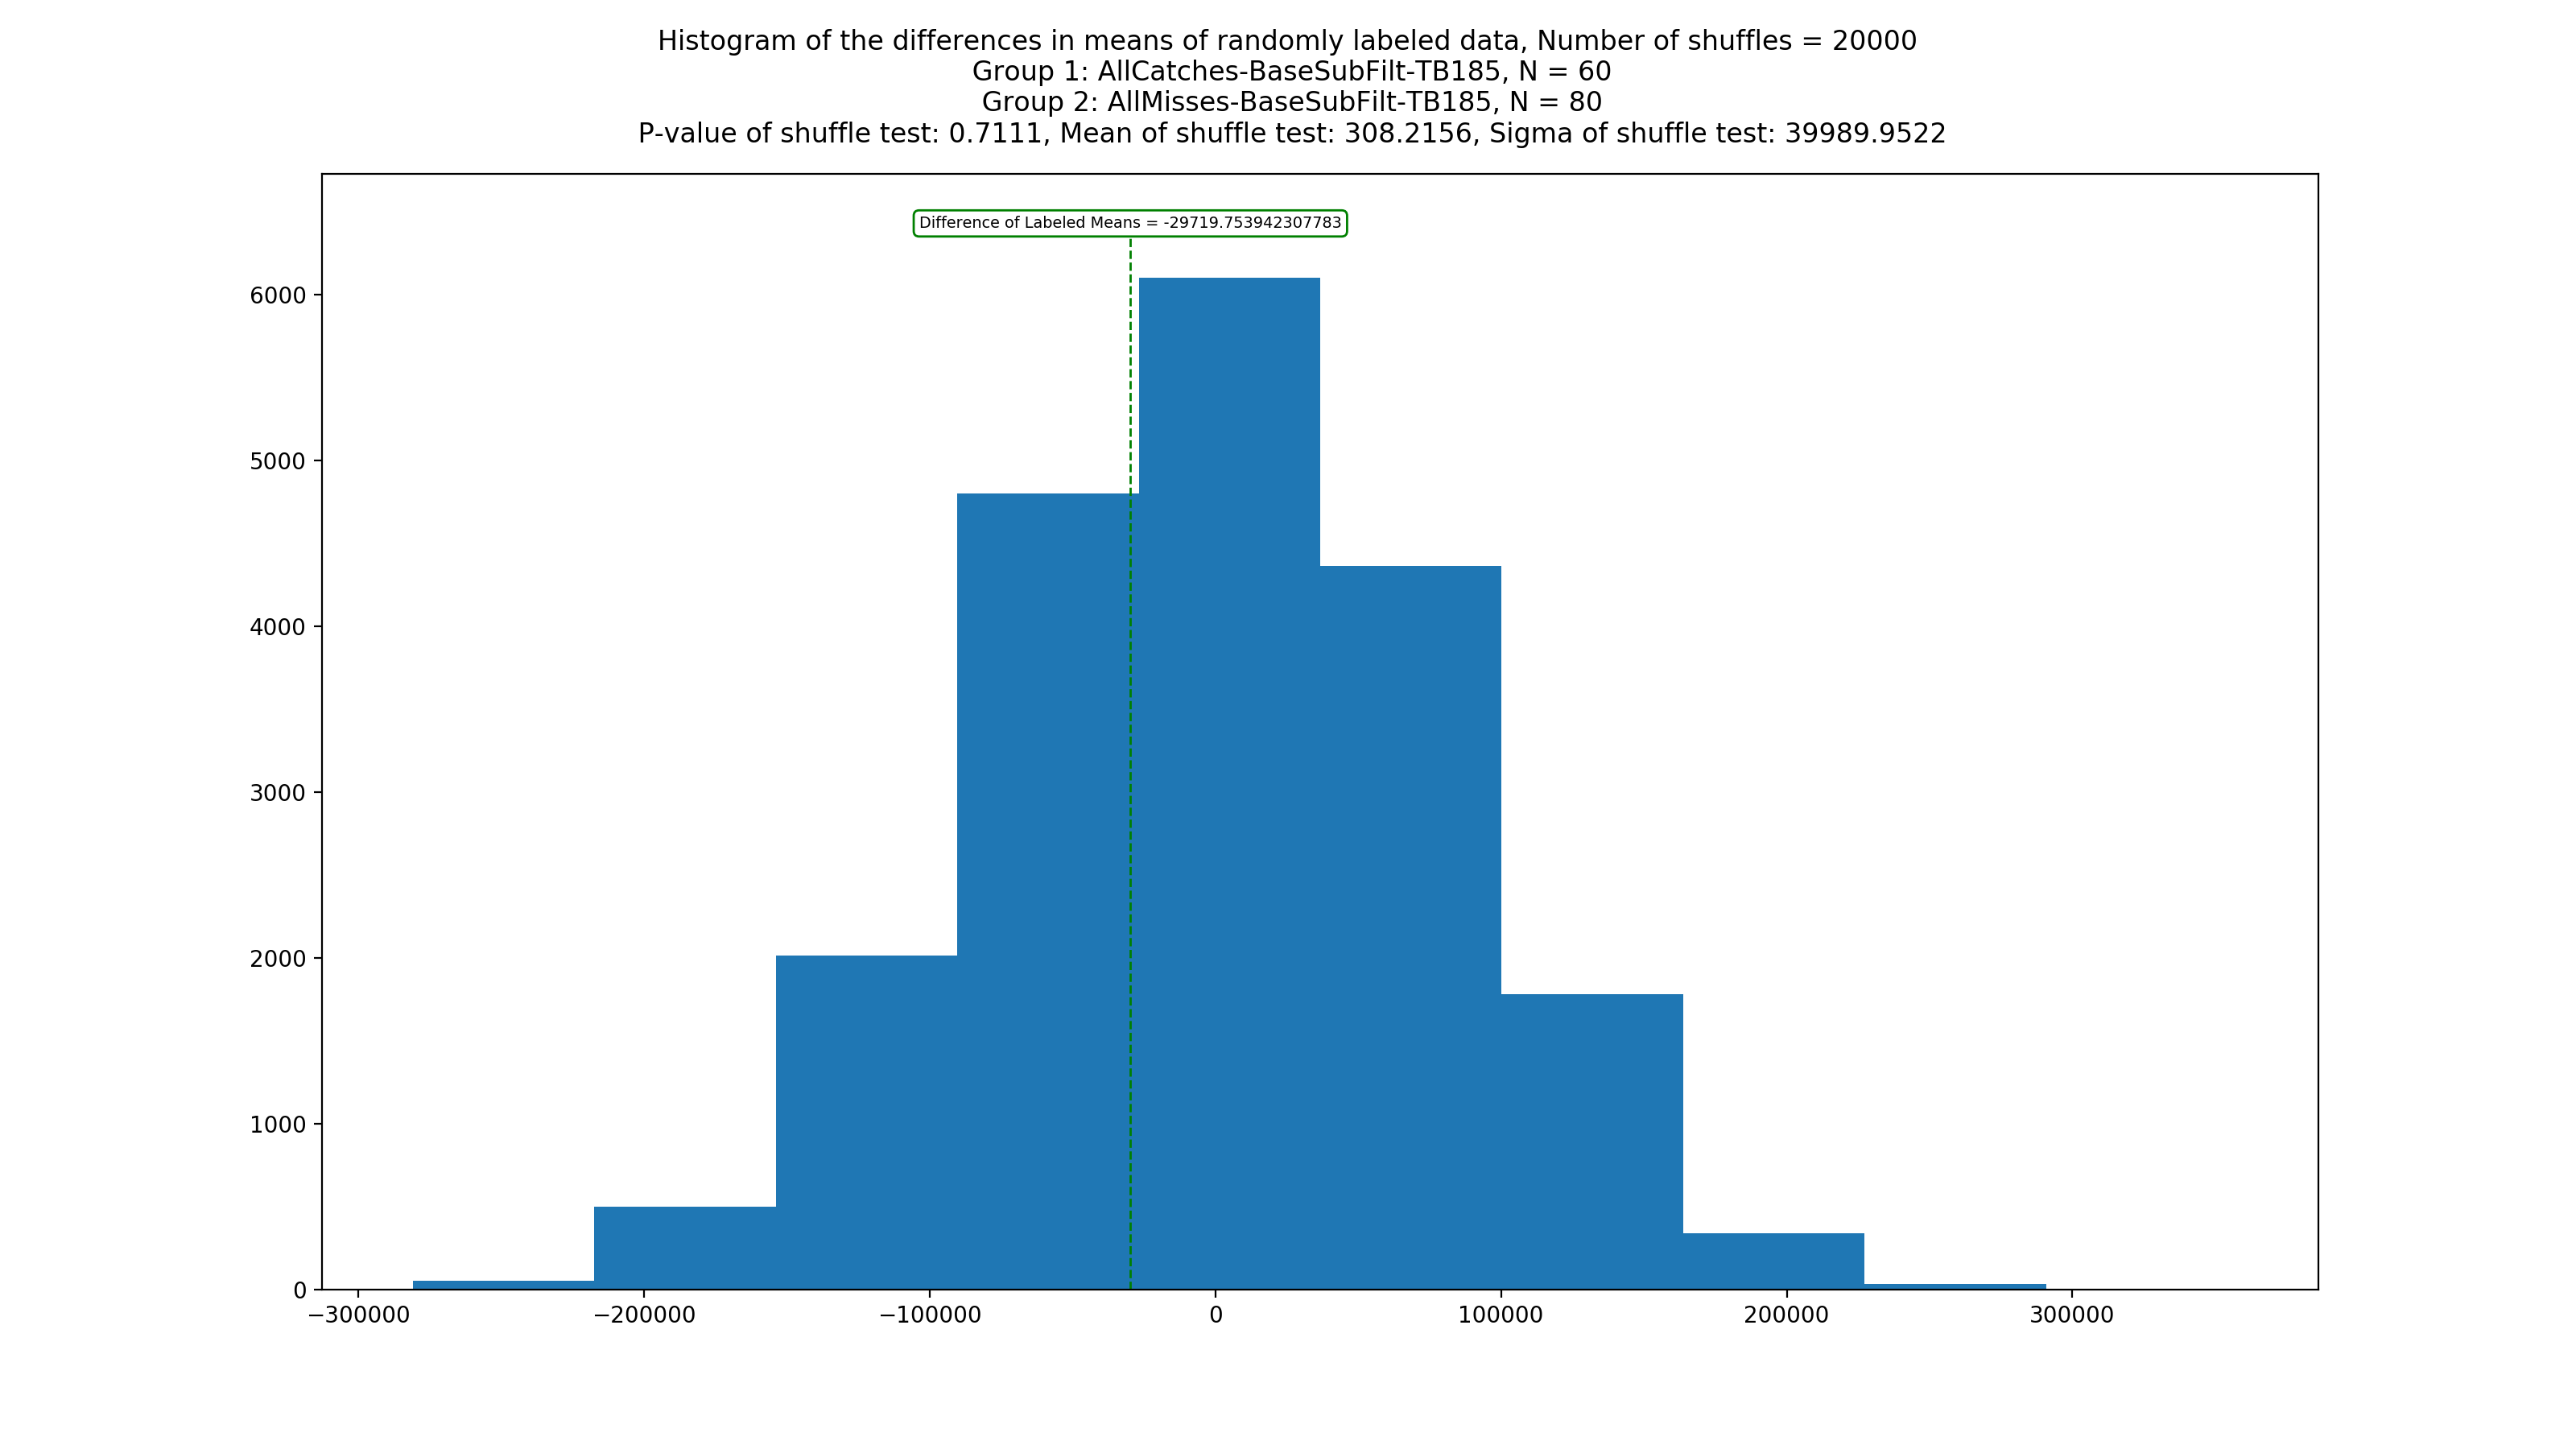 Histogram of the differences in means of randomly labeled data, Number of shuffles = 20000
Group 1: AllCatches-BaseSubFilt-TB185, N = 60
Group 2: AllMisses-BaseSubFilt-TB185, N = 80
P-value of shuffle test: 0.7111, Mean of shuffle test: 308.2156, Sigma of shuffle test: 39989.9522
Difference of Labeled Means = -29719.753942307783
6000
5000
4000
3000
2000
1000
0
−300000 −200000 −100000 0 100000 200000 300000